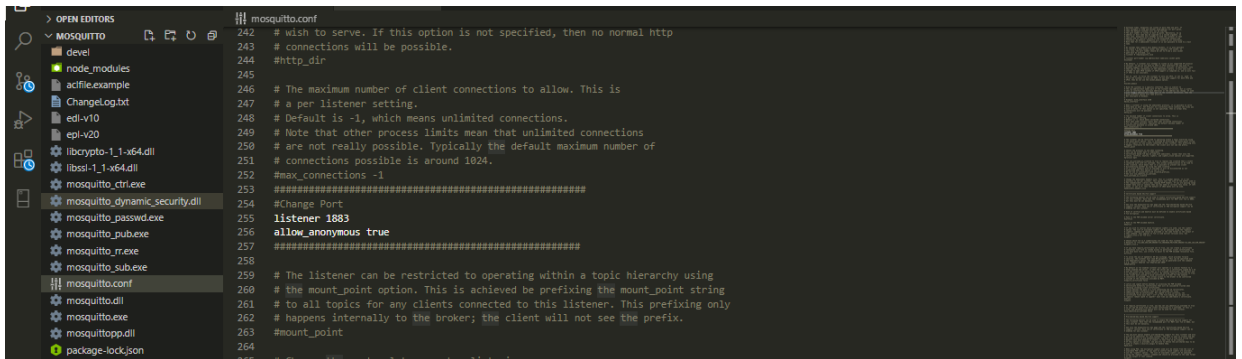 OPEN EDITORS
MOSQUITTO
devel
node_modules
aclfile.example
ChangeLog.txt
edl-v10
epl-v20
libcrypto-1_1-x64.dll
libssl-1_1-x64.dll
mosquitto_ctrl.exe
mosquitto_dynamic_security.dll
mosquitto_passwd.exe
mosquitto_pub.exe
mosquitto_rr.exe
mosquitto_sub.exe
mosquitto.conf
mosquitto.dll
mosquitto.exe
mosquittopp.dll
package-lock.json
mosquitto.conf
242 # wish to serve. If this option is not specified, then no normal http
243 # connections will be possible.
244 #http_dir
245
246 # The maximum number of client connections to allow. This is
247 # a per listener setting.
248 # Default is -1, which means unlimited connections.
249 # Note that other process limits mean that unlimited connections
250 # are not really possible. Typically the default maximum number of
251 # connections possible is around 1024.
252 #max_connections -1
253 ######################################################
254 #Change Port
255 listener 1883
256 allow_anonymous true
257 #####################################################
258
259 # The listener can be restricted to operating within a topic hierarchy using
260 # the mount_point option. This is achieved be prefixing the mount_point string
261 # to all topics for any clients connected to this listener. This prefixing only
262 # happens internally to the broker; the client will not see the prefix.
263 #mount_point
264